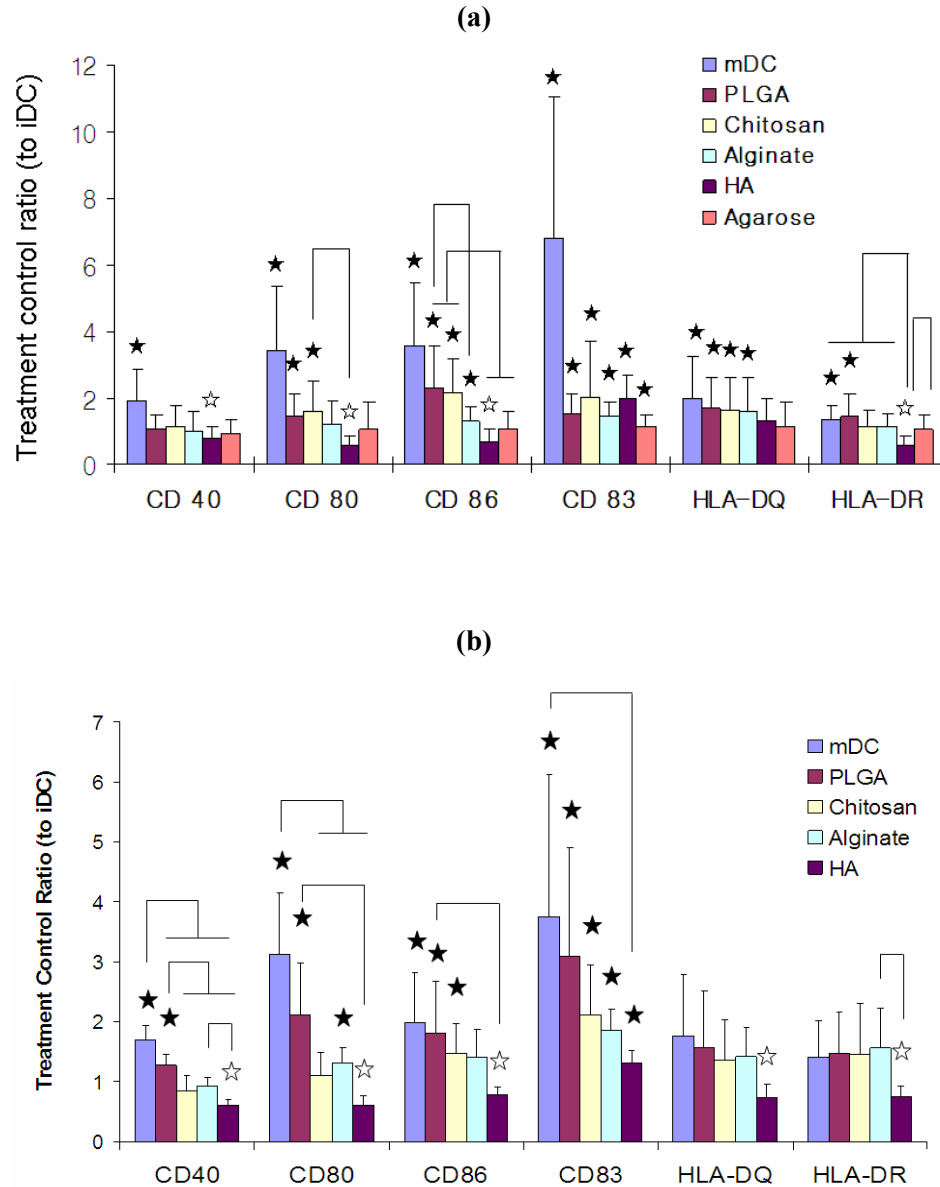 (a)
Treatment control ratio (to iDC)
12
10
8
6
4
2
0
mDC
PLGA
Chitosan
Alginate
HA
Agarose
CD 40 CD 80 CD 86 CD 83 HLA-DQ HLA-DR
(b)
Treatment Control Ratio (to iDC)
7
6
5
4
3
2
1
0
mDC
PLGA
Chitosan
Alginate
HA
CD40 CD80 CD86 CD83 HLA-DQ HLA-DR